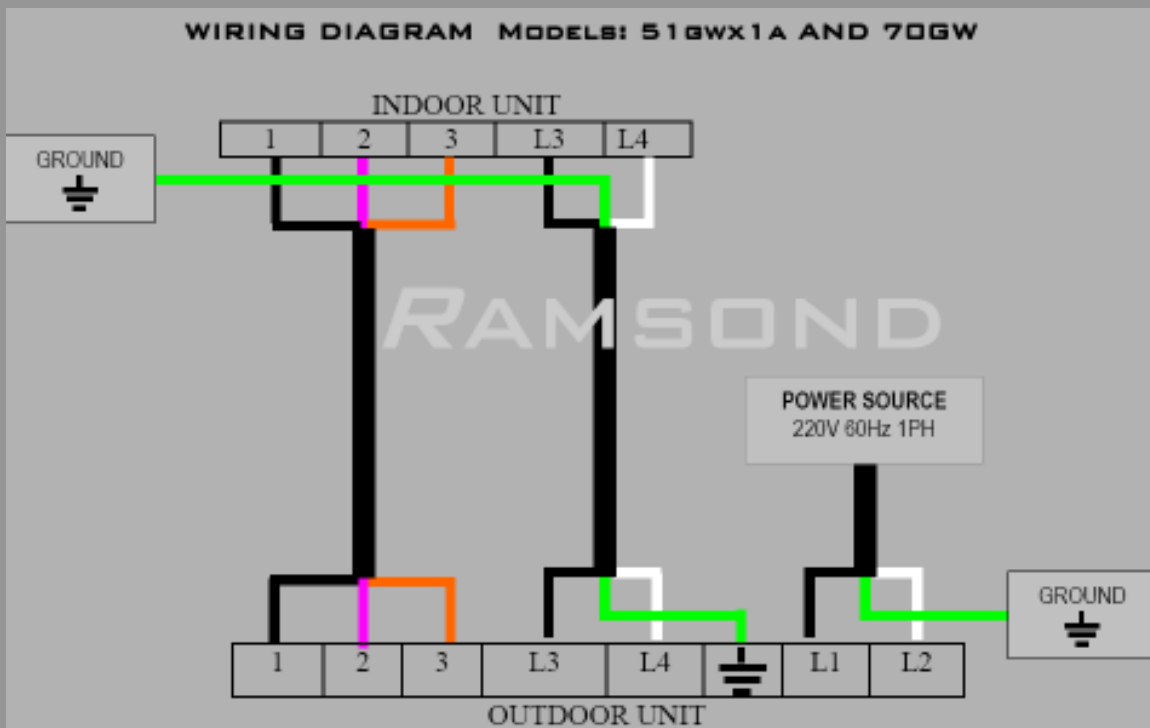 WIRING DIAGRAM MODELS: 51GWX1A AND 70GW
INDOOR UNIT
1 2 3 L3 L4
GROUND
RAMSOND
POWER SOURCE
220V 60Hz 1PH
GROUND
1 2 3 L3 L4 L1 L2
OUTDOOR UNIT